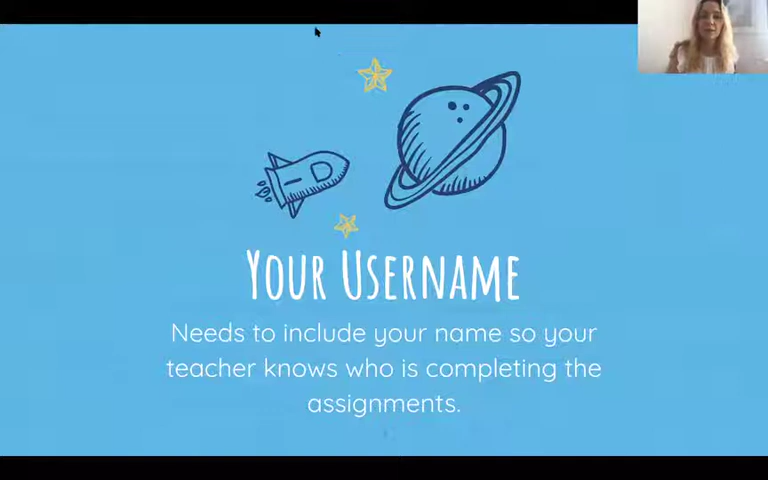 Your Username
Needs to include your name so your
teacher knows who is completing the
assignments.